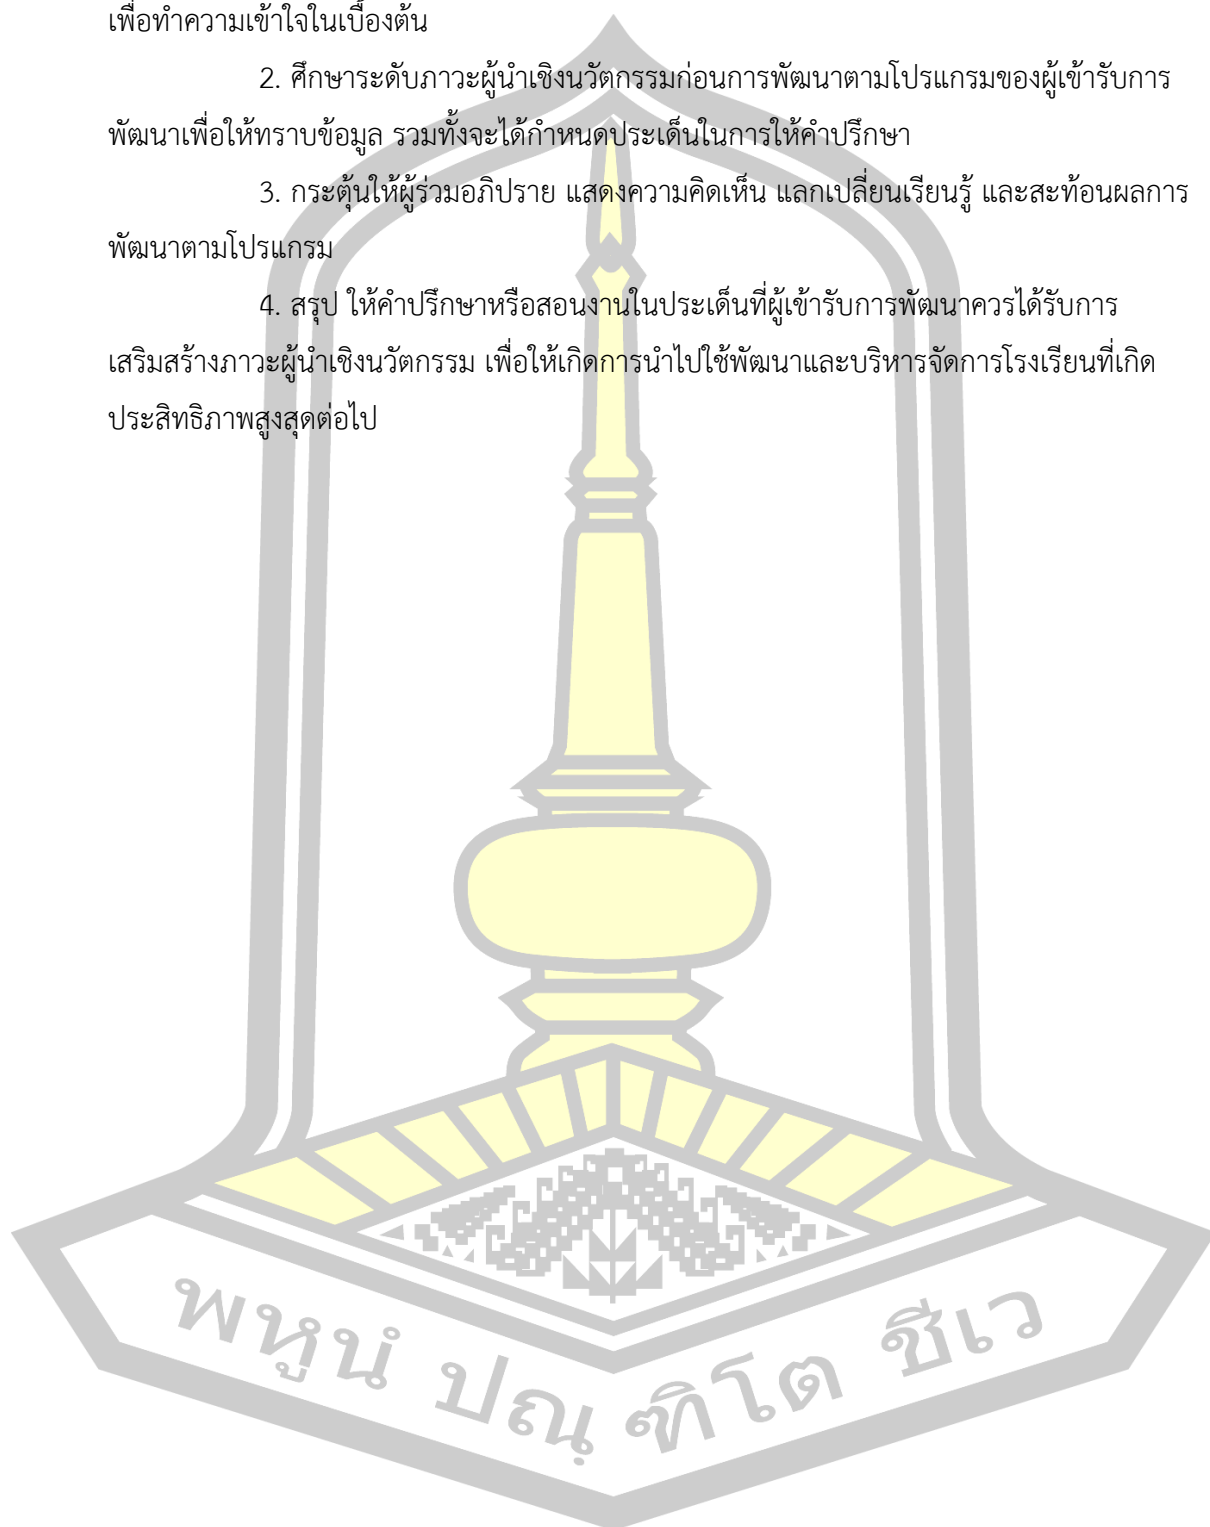 เพื่อทำความเข้าใจในเบื้องต้น
2. ศึกษาระดับภาวะผู้นำเชิงนวัตกรรมก่อนการพัฒนาตามโปรแกรมของผู้เข้ารับการ
พัฒนาเพื่อให้ทราบข้อมูล รวมทั้งจะได้กำหนดประเด็นในการให้คำปรึกษา
3. กระตุ้นให้ผู้ร่วมอภิปราย แสดงความคิดเห็น แลกเปลี่ยนเรียนรู้ และสะท้อนผลการ
พัฒนาตามโปรแกรม
4. สรุป ให้คำปรึกษาหรือสอนงานในประเด็นที่ผู้เข้ารับการพัฒนาควรได้รับการ
เสริมสร้างภาวะผู้นำเชิงนวัตกรรม เพื่อให้เกิดการนำไปใช้พัฒนาและบริหารจัดการโรงเรียนที่เกิด
ประสิทธิภาพสูงสุดต่อไป
พหูนํ ปณฺฑิโต ชีเว